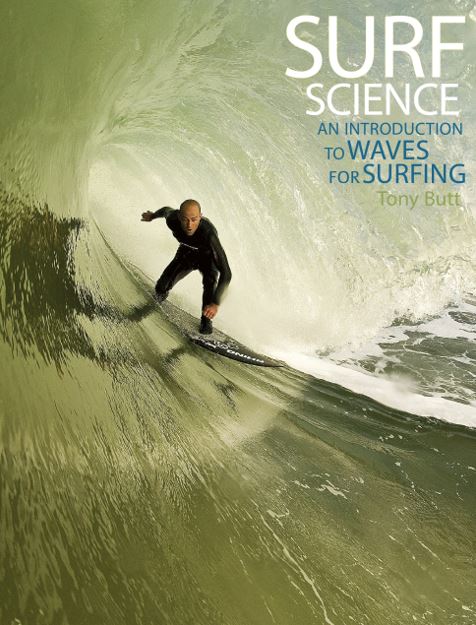 SURF
SCIENCE
AN INTRODUCTION
TO WAVES
FOR SURFING
Tony Butt